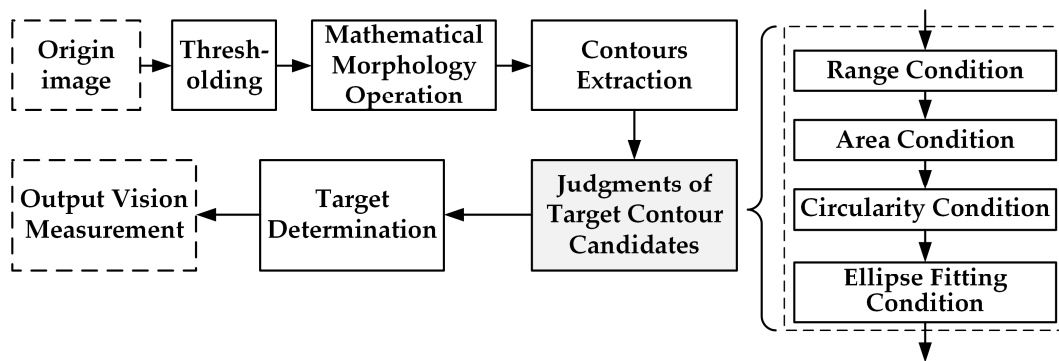 Origin
image
Thresh-
olding
Mathematical
Morphology
Operation
Contours
Extraction
Judgments of
Target Contour
Candidates
Target
Determination
Output Vision
Measurement
Range Condition
Area Condition
Circularity Condition
Ellipse Fitting
Condition